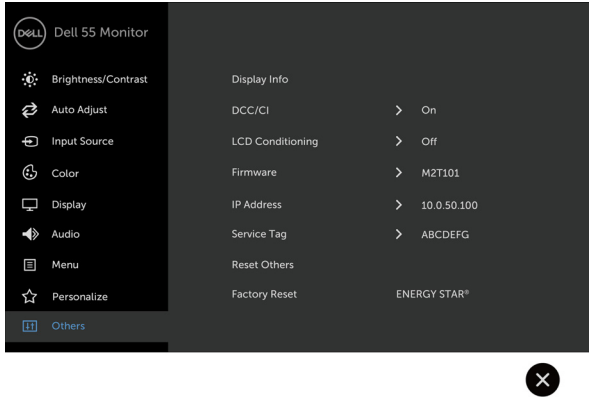 DELL Dell 55 Monitor
Brightness/Contrast
Auto Adjust
Input Source
Color
Display
Audio
Menu
Personalize
Others
Display Info
DCC/CI > On
LCD Conditioning > Off
Firmware > M2T101
IP Address > 10.0.50.100
Service Tag > ABCDEFG
Reset Others
Factory Reset ENERGY STAR®